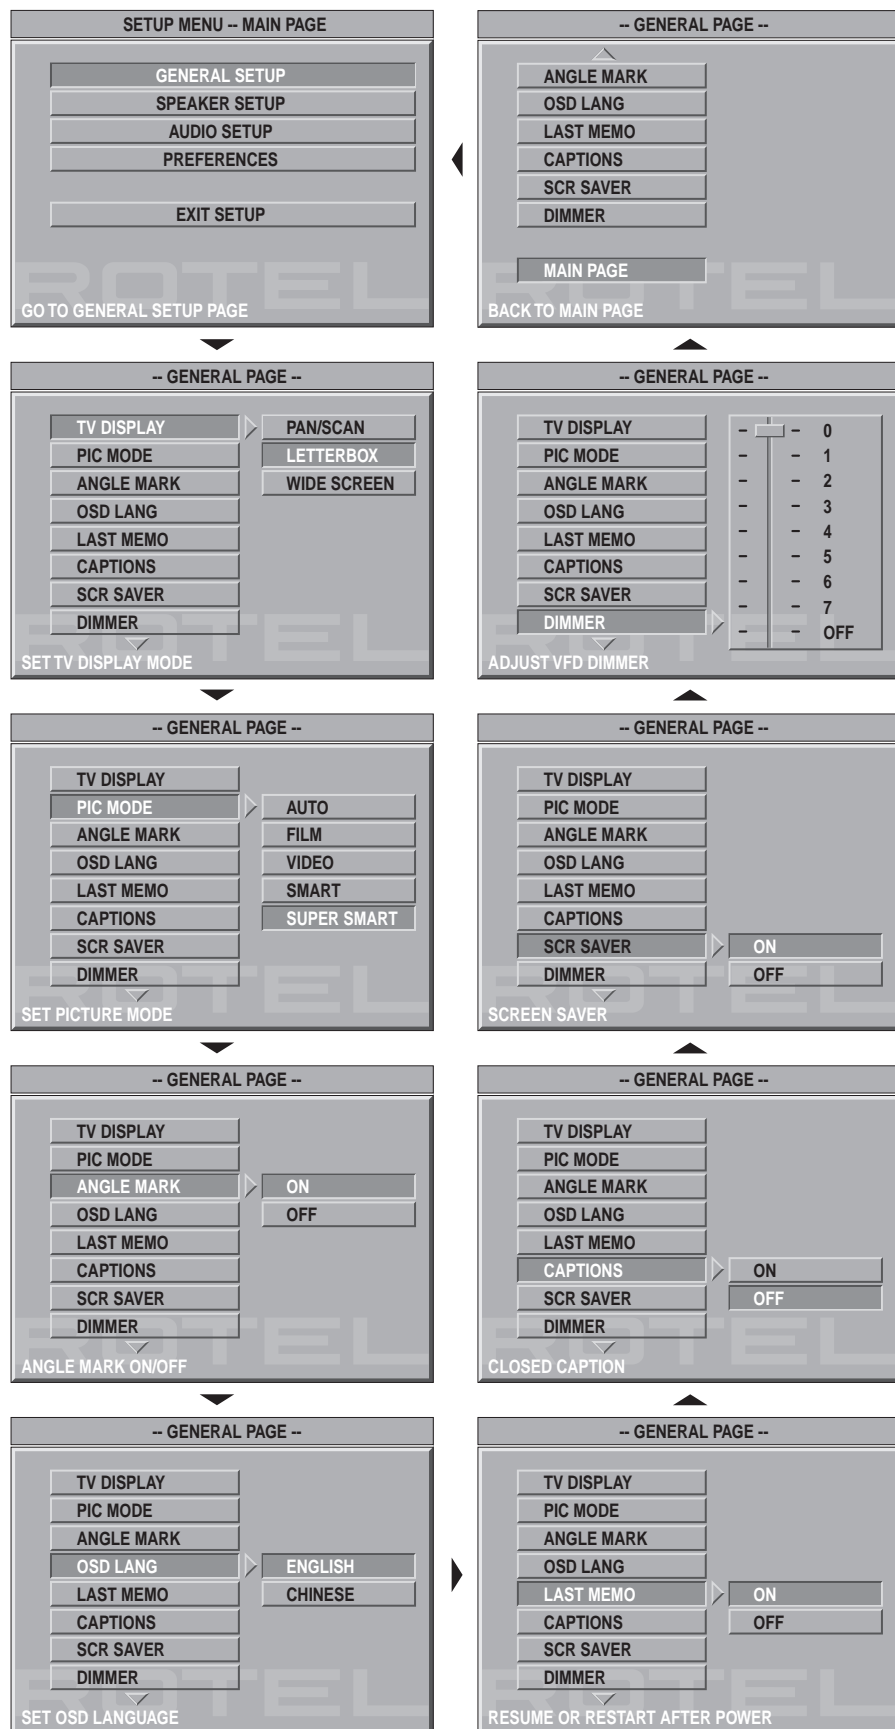 SETUP MENU -- MAIN PAGE
GENERAL SETUP
SPEAKER SETUP
AUDIO SETUP
PREFERENCES
EXIT SETUP
ROTEL
GO TO GENERAL SETUP PAGE
-- GENERAL PAGE --
TV DISPLAY
PAN/SCAN
PIC MODE
LETTERBOX
ANGLE MARK
WIDE SCREEN
OSD LANG
LAST MEMO
CAPTIONS
SCR SAVER
DIMMER
ROTEL
SET TV DISPLAY MODE
-- GENERAL PAGE --
TV DISPLAY
PIC MODE
AUTO
ANGLE MARK
FILM
OSD LANG
VIDEO
LAST MEMO
SMART
CAPTIONS
SUPER SMART
SCR SAVER
DIMMER
ROTEL
SET PICTURE MODE
-- GENERAL PAGE --
TV DISPLAY
PIC MODE
ANGLE MARK
ON
OSD LANG
OFF
LAST MEMO
CAPTIONS
SCR SAVER
DIMMER
ROTEL
ANGLE MARK ON/OFF
-- GENERAL PAGE --
TV DISPLAY
PIC MODE
ANGLE MARK
OSD LANG
ENGLISH
LAST MEMO
CHINESE
CAPTIONS
SCR SAVER
DIMMER
ROTEL
SET OSD LANGUAGE
-- GENERAL PAGE --
TV DISPLAY
PIC MODE
ANGLE MARK
OSD LANG
LAST MEMO
ON
CAPTIONS
OFF
SCR SAVER
DIMMER
ROTEL
RESUME OR RESTART AFTER POWER
-- GENERAL PAGE --
TV DISPLAY
PIC MODE
ANGLE MARK
OSD LANG
LAST MEMO
CAPTIONS
ON
SCR SAVER
OFF
DIMMER
ROTEL
CLOSED CAPTION
-- GENERAL PAGE --
TV DISPLAY
PIC MODE
ANGLE MARK
OSD LANG
LAST MEMO
CAPTIONS
SCR SAVER
ON
DIMMER
OFF
ROTEL
SCREEN SAVER
-- GENERAL PAGE --
TV DISPLAY
0
PIC MODE
1
ANGLE MARK
2
OSD LANG
3
LAST MEMO
4
CAPTIONS
5
SCR SAVER
6
DIMMER
7
OFF
ROTEL
ADJUST VFD DIMMER
-- GENERAL PAGE --
ANGLE MARK
OSD LANG
LAST MEMO
CAPTIONS
SCR SAVER
DIMMER
MAIN PAGE
ROTEL
BACK TO MAIN PAGE